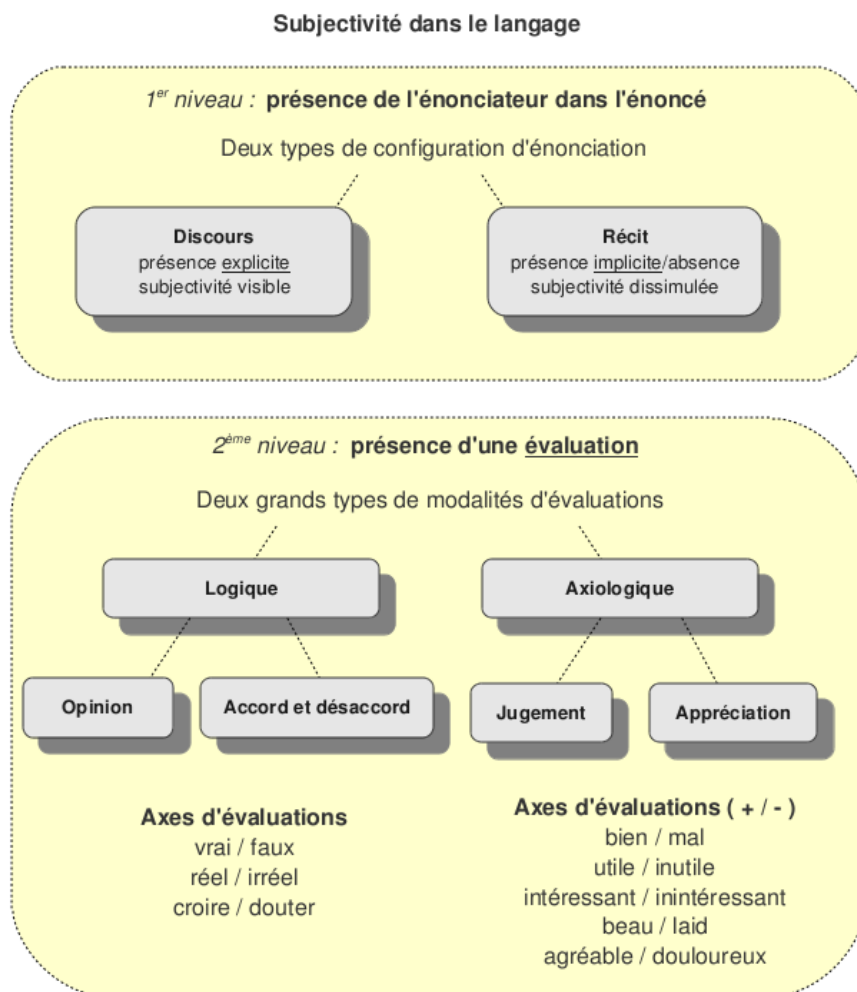 Subjectivité dans le langage
1er niveau : présence de l'énonciateur dans l'énoncé
Deux types de configuration d'énonciation
Discours
présence explicite
subjectivité visible
Récit
présence implicite/absence
subjectivité dissimulée
2ème niveau : présence d'une évaluation
Deux grands types de modalités d'évaluations
Logique
Axiologique
Opinion
Accord et désaccord
Jugement
Appréciation
Axes d'évaluations
vrai / faux
réel / irréel
croire / douter
Axes d'évaluations ( + / - )
bien / mal
utile / inutile
intéressant / inintéressant
beau / laid
agréable / douloureux